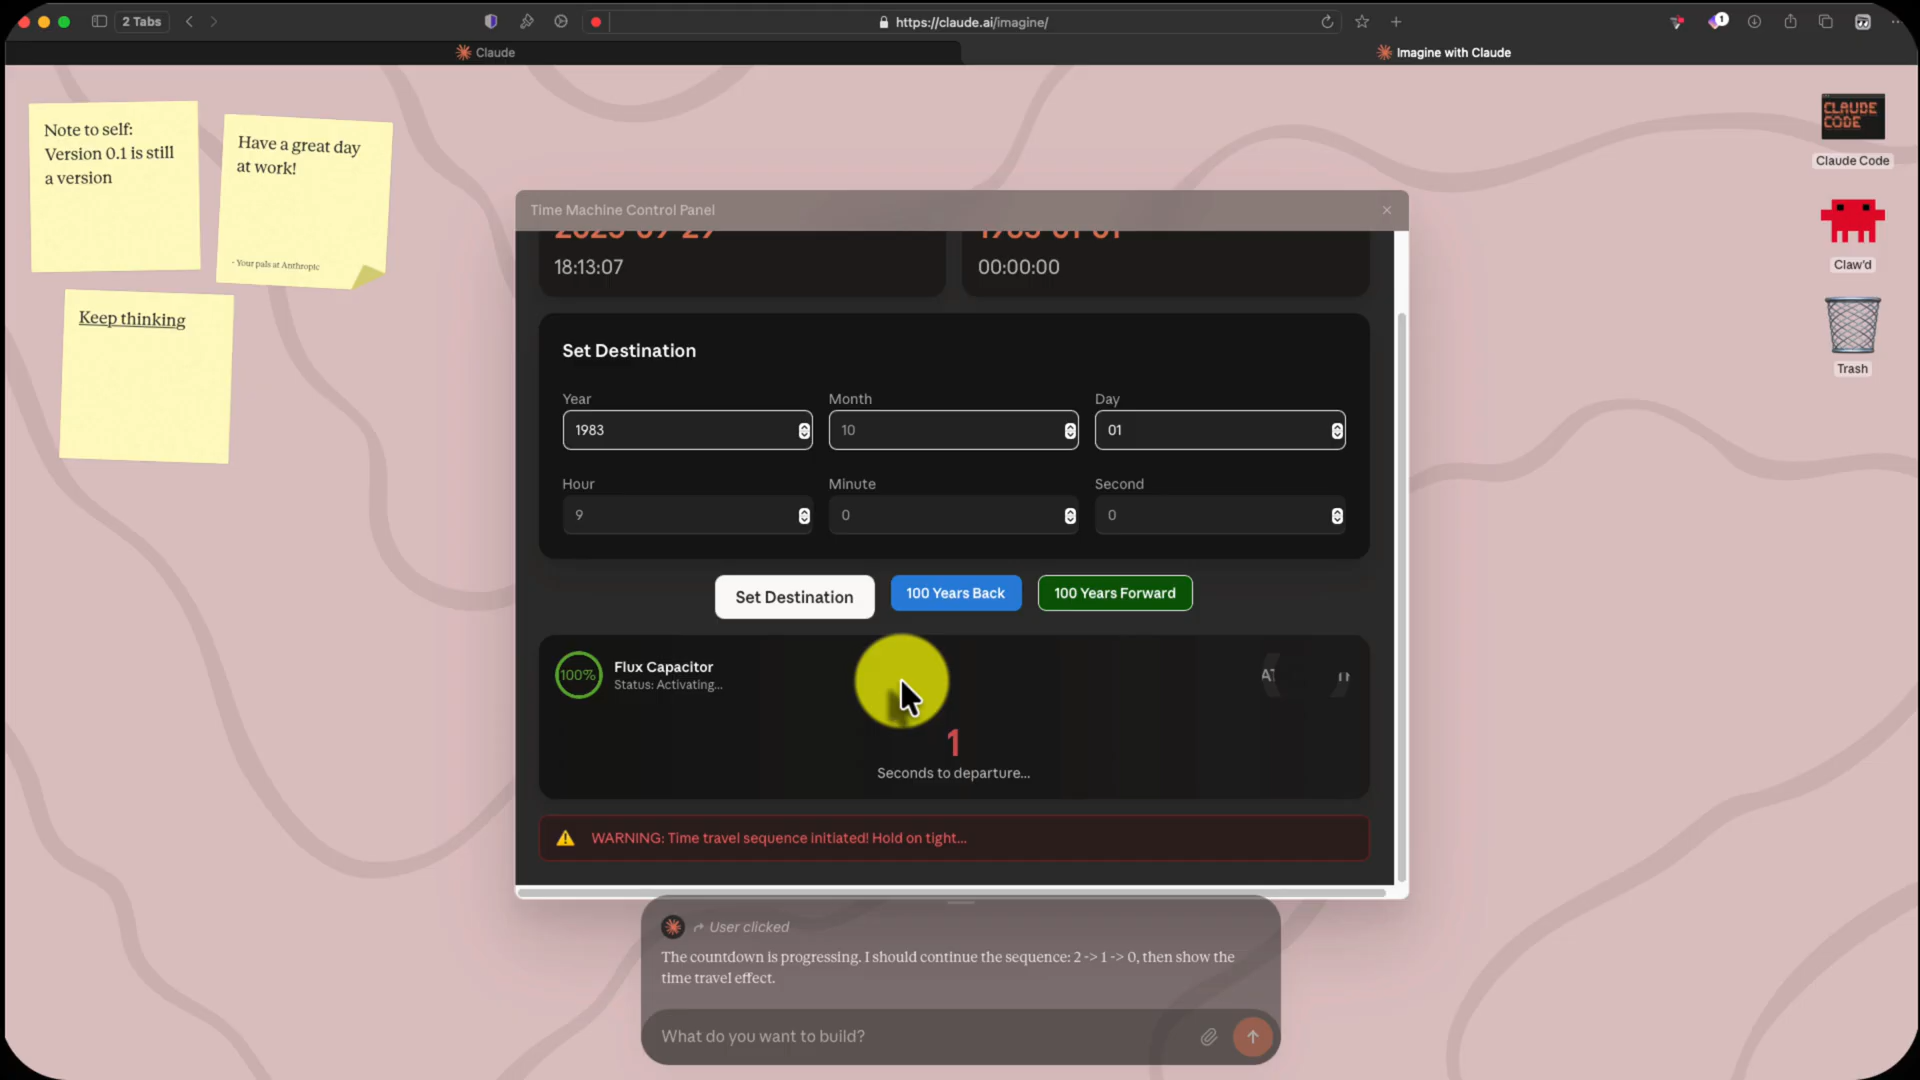 2 Tabs
https://claude.ai/imagine/
1
Claude
Imagine with Claude
Note to self:
Version 0.1 is still
a version
Have a great day
at work!
- Your pals at Anthropic
Keep thinking
CLAUDE
CODE
Claude Code
Claw'd
Trash
Time Machine Control Panel
18:13:07
00:00:00
Set Destination
Year
Month
Day
1983
10
01
Hour
Minute
Second
9
0
0
Set Destination
100 Years Back
100 Years Forward
100%
Flux Capacitor
Status: Activating...
1
Seconds to departure...
WARNING: Time travel sequence initiated! Hold on tight...
User clicked
The countdown is progressing. I should continue the sequence: 2 -> 1 -> 0, then show the
time travel effect.
What do you want to build?